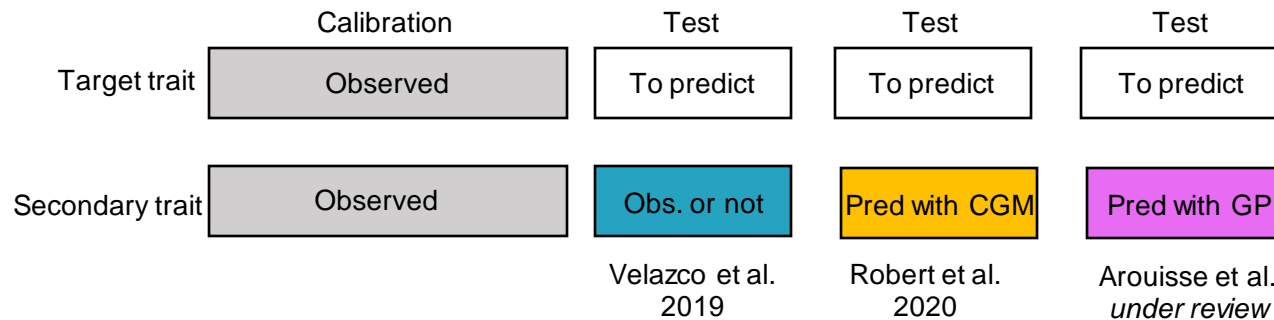 Calibration Test Test Test
Target trait Observed To predict To predict To predict
Secondary trait Observed Obs. or not Pred with CGM Pred with GP
Velazco et al. Robert et al. Arouisse et al.
2019 2020 under review